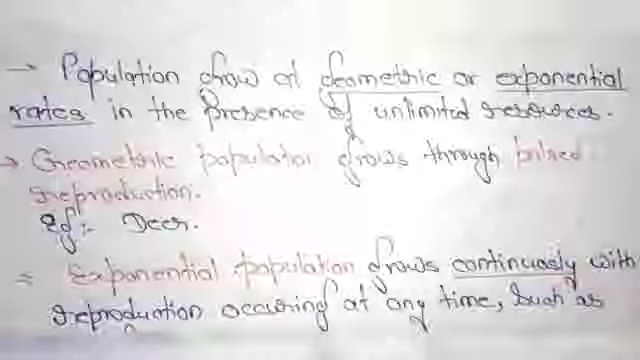 → Population grow at geometric or exponential
rates in the presence of unlimited resources.
→ Geometric population grows through pulsed
reproduction.
Eg:- Deer.
Exponential population grows continuously with
reproduction occuring at any time, such as